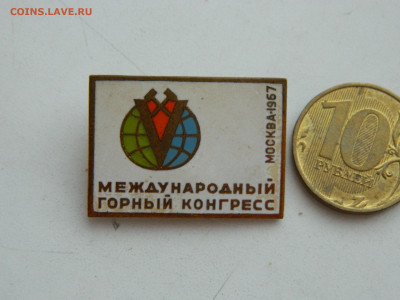 COINS.LAVE.RU
МОСКВА·1967
МЕЖДУНАРОДНЫЙ
ГОРНЫЙ КОНГРЕСС
10
РУБЛЕЙ